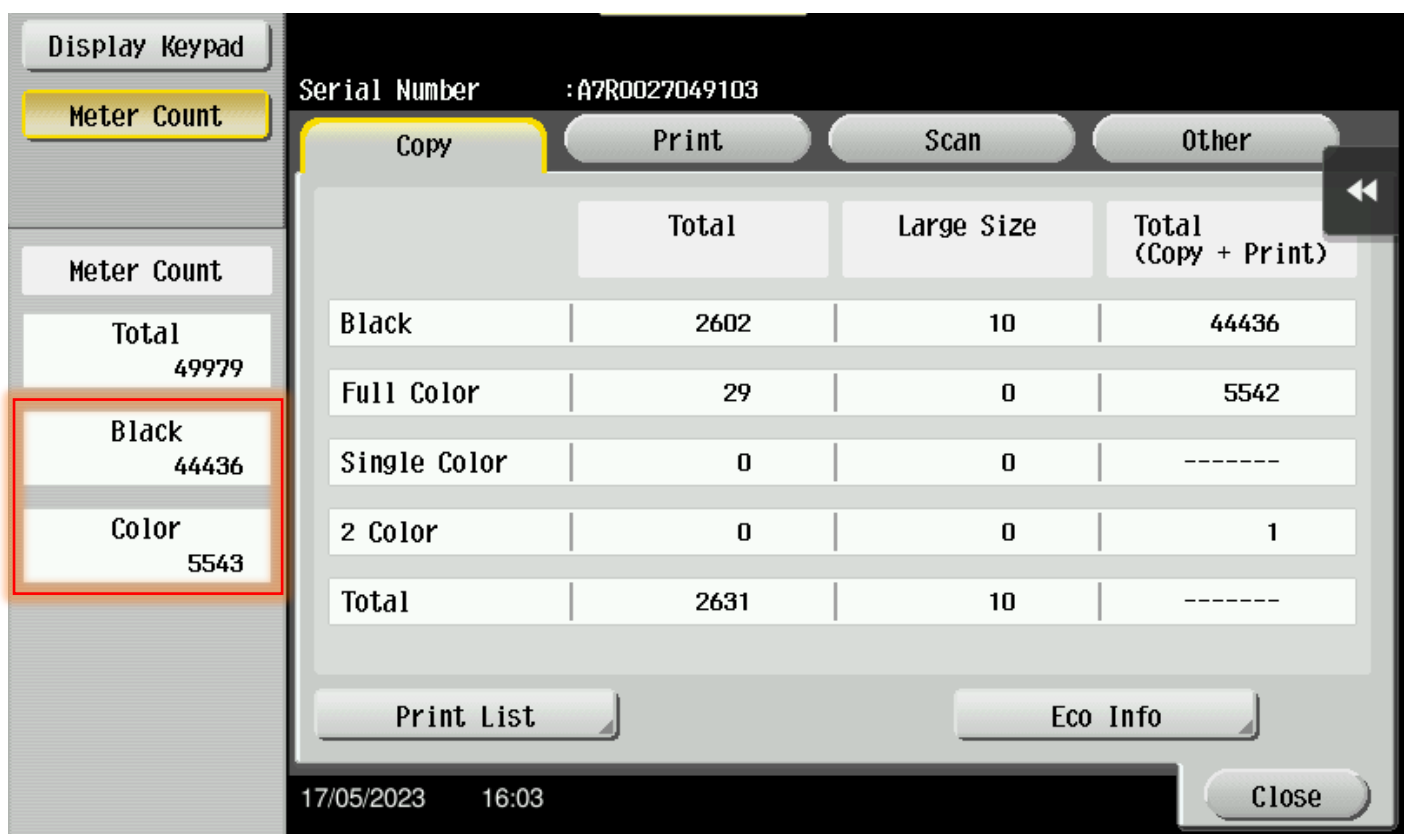 Display Keypad
Meter Count
Serial Number :A7R0027049103
Copy Print Scan Other
Meter Count
Total
49979
Black
44436
Color
5543
Total Large Size Total
(Copy + Print)
Black 2602 10 44436
Full Color 29 0 5542
Single Color 0 0 -------
2 Color 0 0 1
Total 2631 10 -------
Print List Eco Info
17/05/2023 16:03 Close